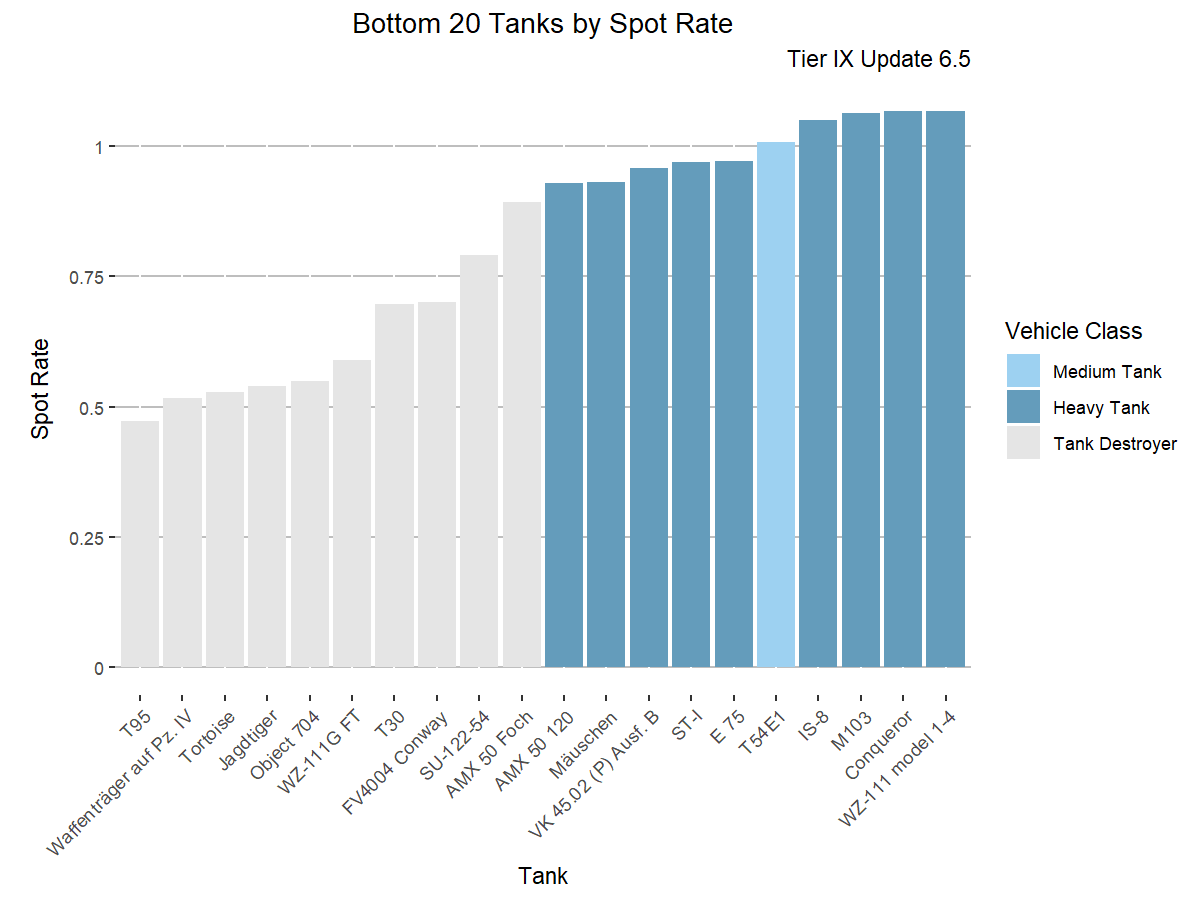 Bottom 20 Tanks by Spot Rate
Tier IX Update 6.5
1
0.75
0.5
0.25
0
Spot Rate
T95
Waffenträger auf Pz. IV
Tortoise
Jagdtiger
Object 704
WZ-111G FT
T30
FV4004 Conway
SU-122-54
AMX 50 Foch
AMX 50 120
Mäuschen
VK 45.02 (P) Ausf. B
ST-I
E 75
T54E1
IS-8
M103
Conqueror
WZ-111 model 1-4
Tank
Vehicle Class
Medium Tank
Heavy Tank
Tank Destroyer